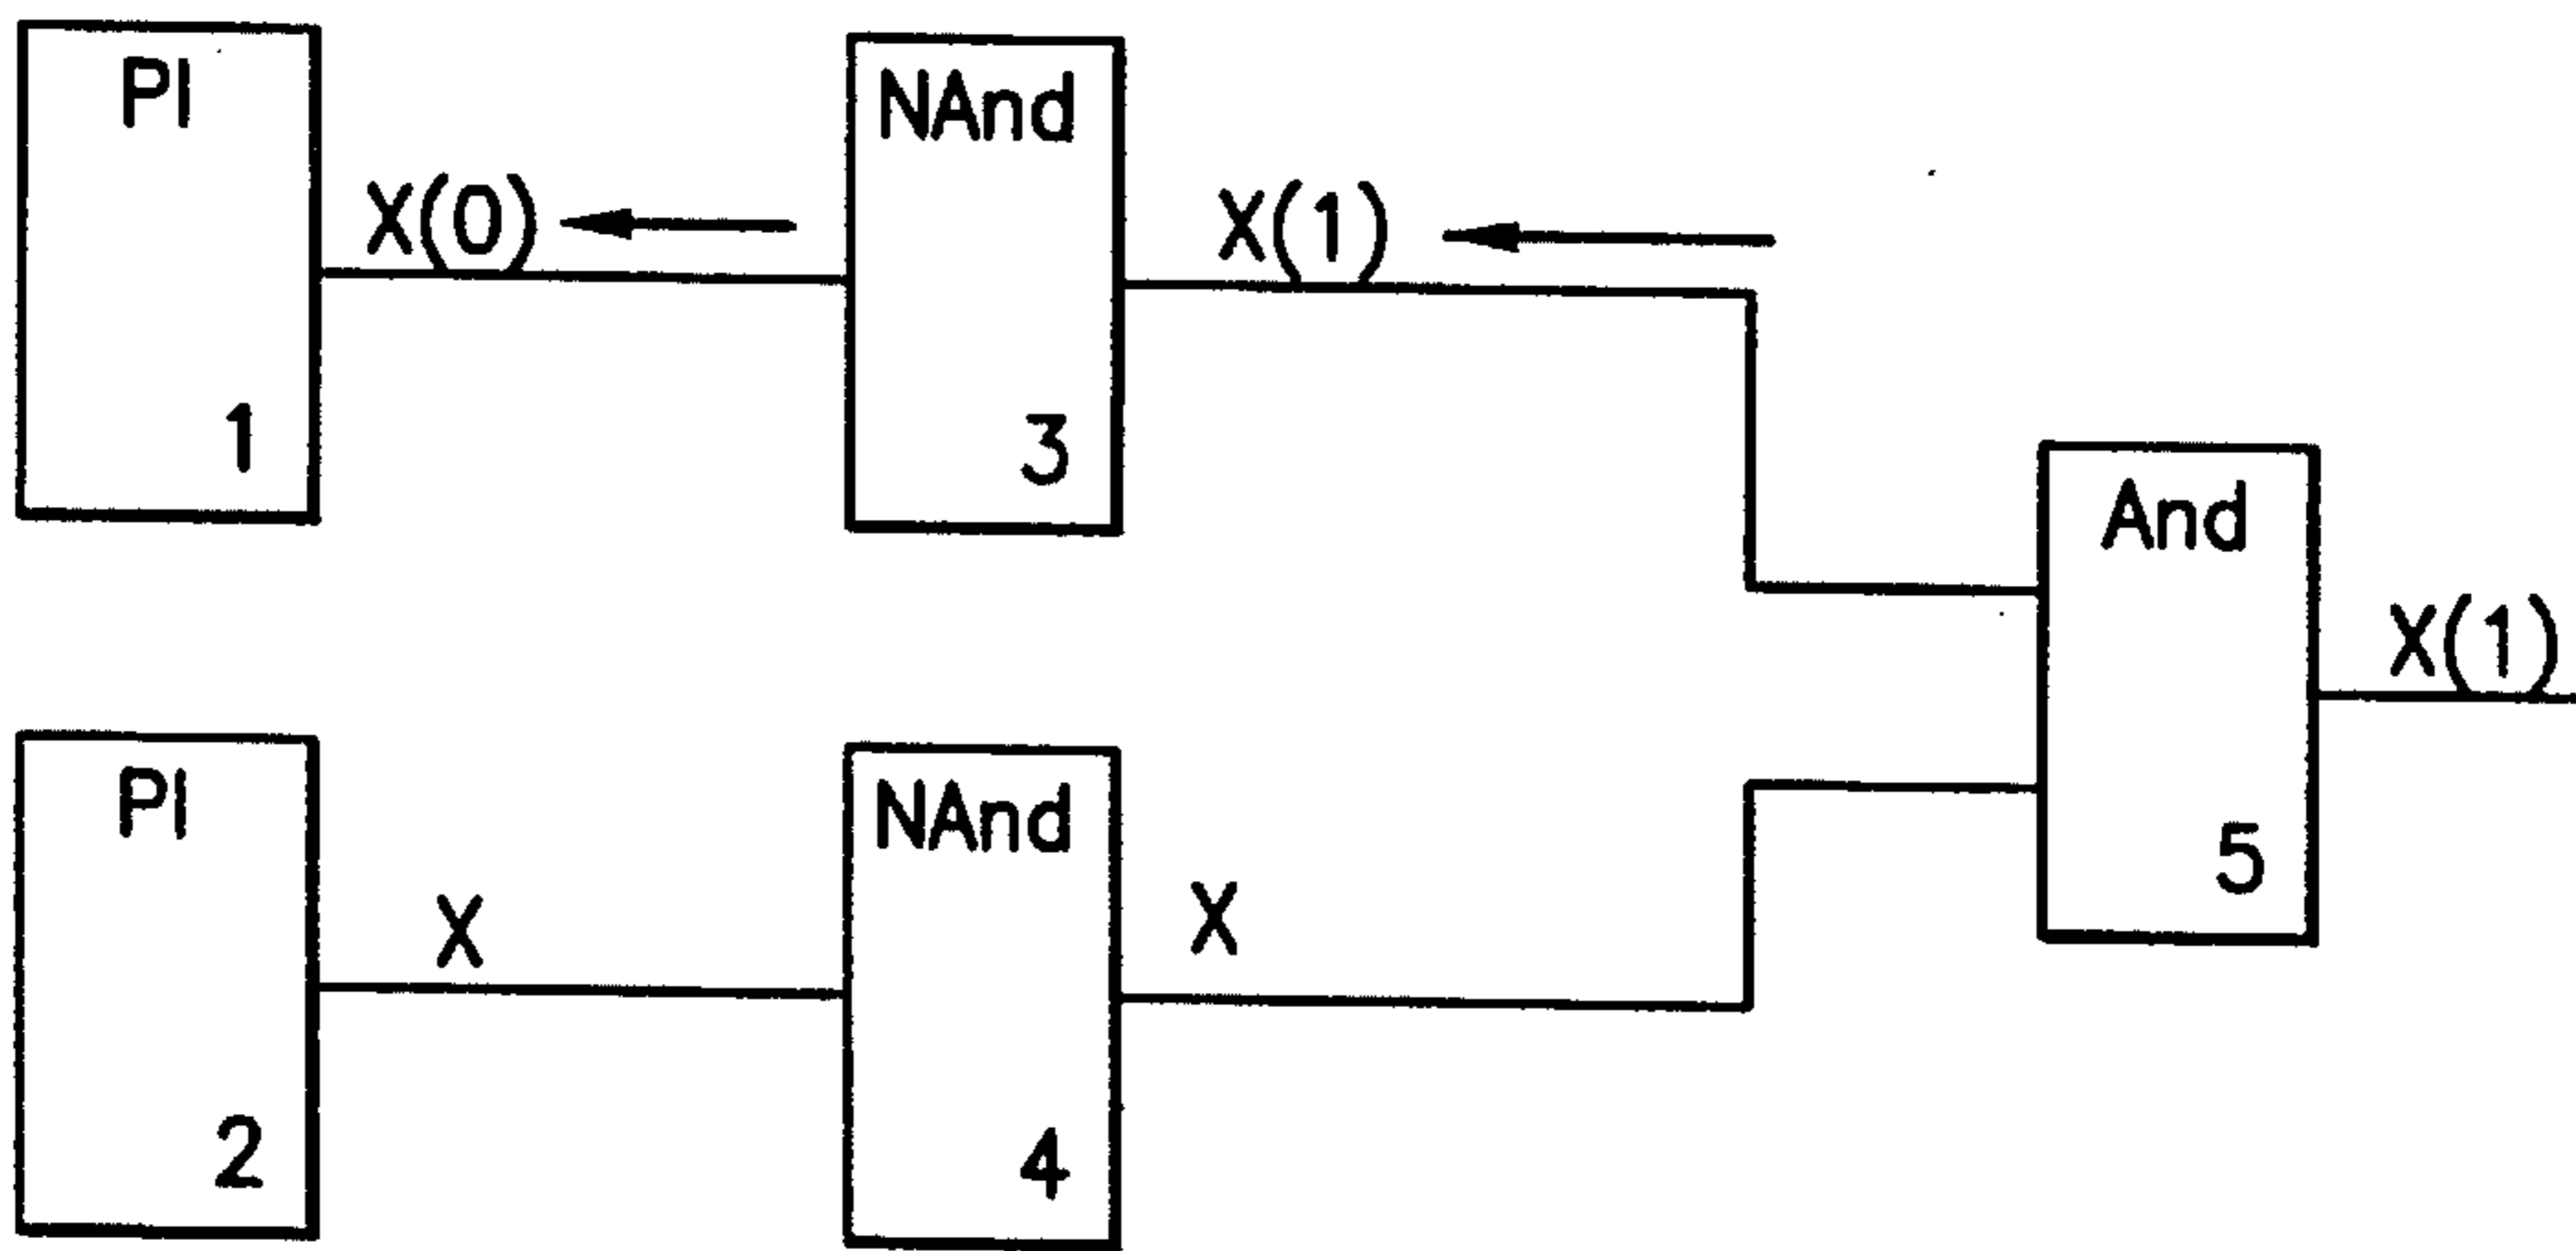 PI
NAnd
X(0)
X(1)
1
3
And
X(1)
PI
NAnd
5
X
X
2
4